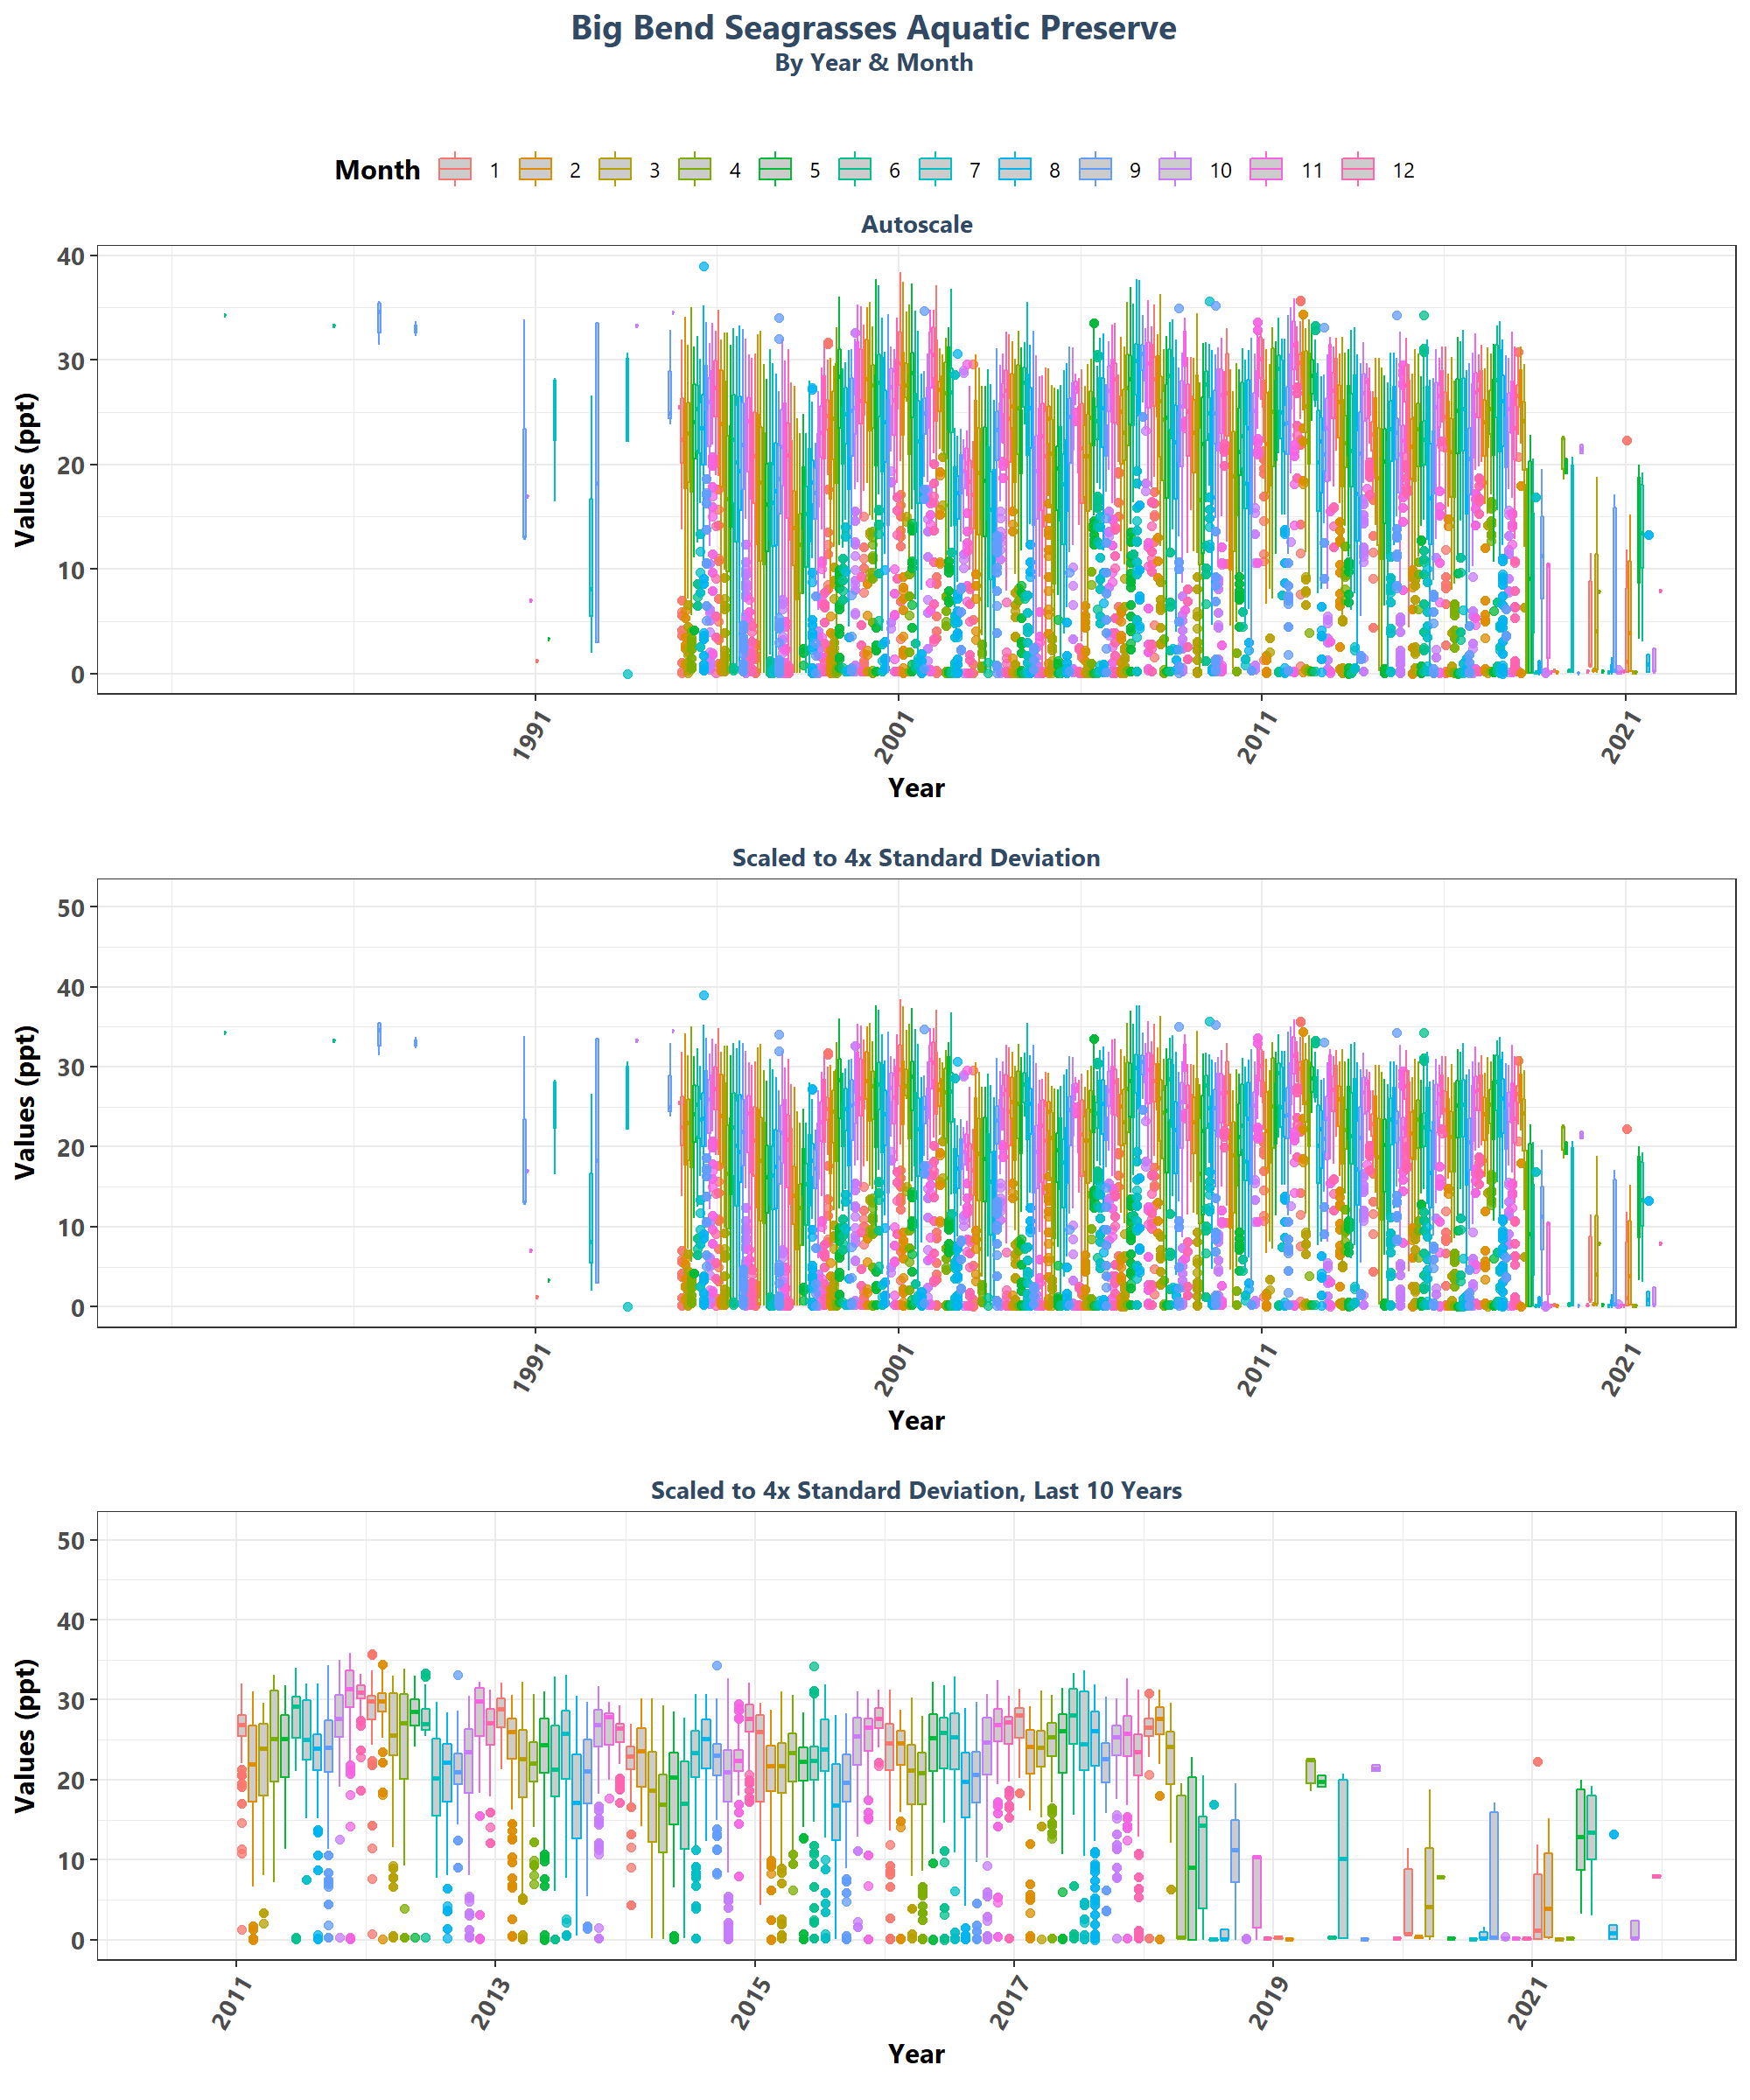 Big Bend Seagrasses Aquatic Preserve
By Year & Month
Month 1 2 3 4 5 6 7 8 9 10 11 12
Autoscale
40
30
20
10
0
Values (ppt)
1991 2001 2011 2021
Year
Scaled to 4x Standard Deviation
50
40
30
20
10
0
Values (ppt)
1991 2001 2011 2021
Year
Scaled to 4x Standard Deviation, Last 10 Years
50
40
30
20
10
0
Values (ppt)
2011 2013 2015 2017 2019 2021
Year